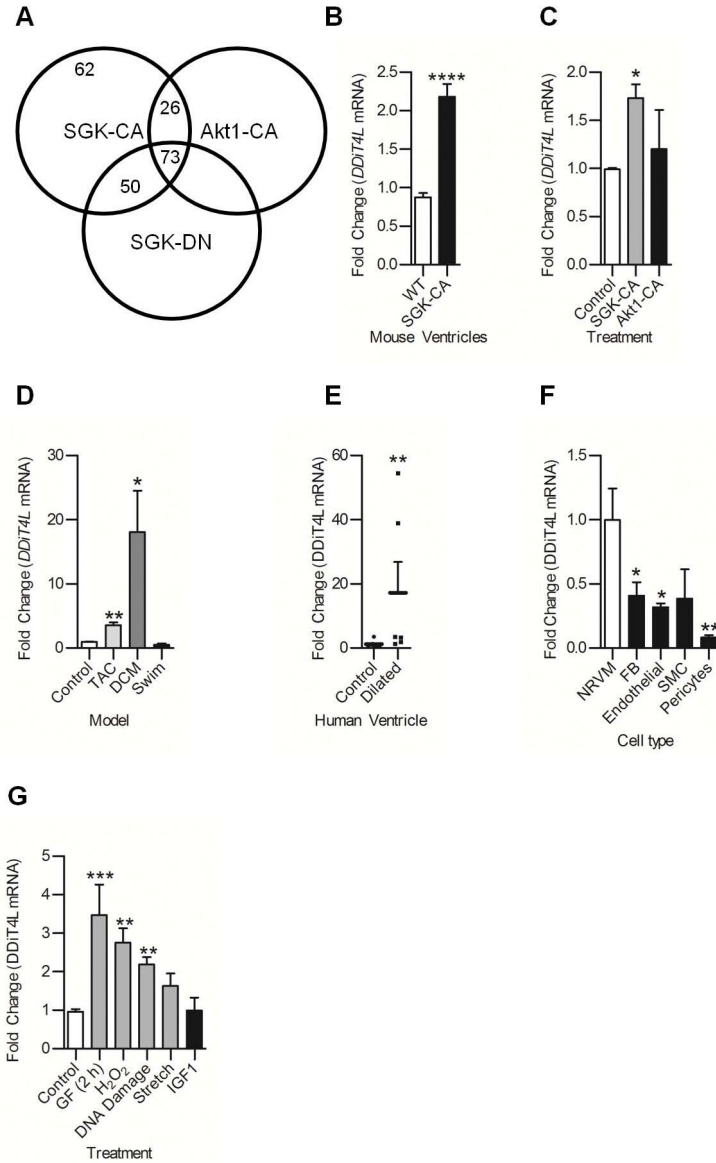 A
62
26
SGK-CA
Akt1-CA
73
50
SGK-DN
B
Fold Change (DDiT4L mRNA)
2.5
2.0
1.5
1.0
0.5
0.0
****
WT
SGK-CA
Mouse Ventricles
C
Fold Change (DDiT4L mRNA)
2.0
1.5
1.0
0.5
0.0
*
Control
SGK-CA
Akt1-CA
Treatment
D
Fold Change (DDiT4L mRNA)
30
20
10
0
**
*
Control
TAC
DCM
Swim
Model
E
Fold Change (DDiT4L mRNA)
60
40
20
0
**
Control
Dilated
Human Ventricle
F
Fold Change (DDiT4L mRNA)
1.5
1.0
0.5
0.0
*
*
**
NRVM
FB
Endothelial
SMC
Pericytes
Cell type
G
Fold Change (DDiT4L mRNA)
5
4
3
2
1
0
***
**
**
Control
GF (2 h)
H₂O₂
DNA Damage
Stretch
IGF1
Treatment